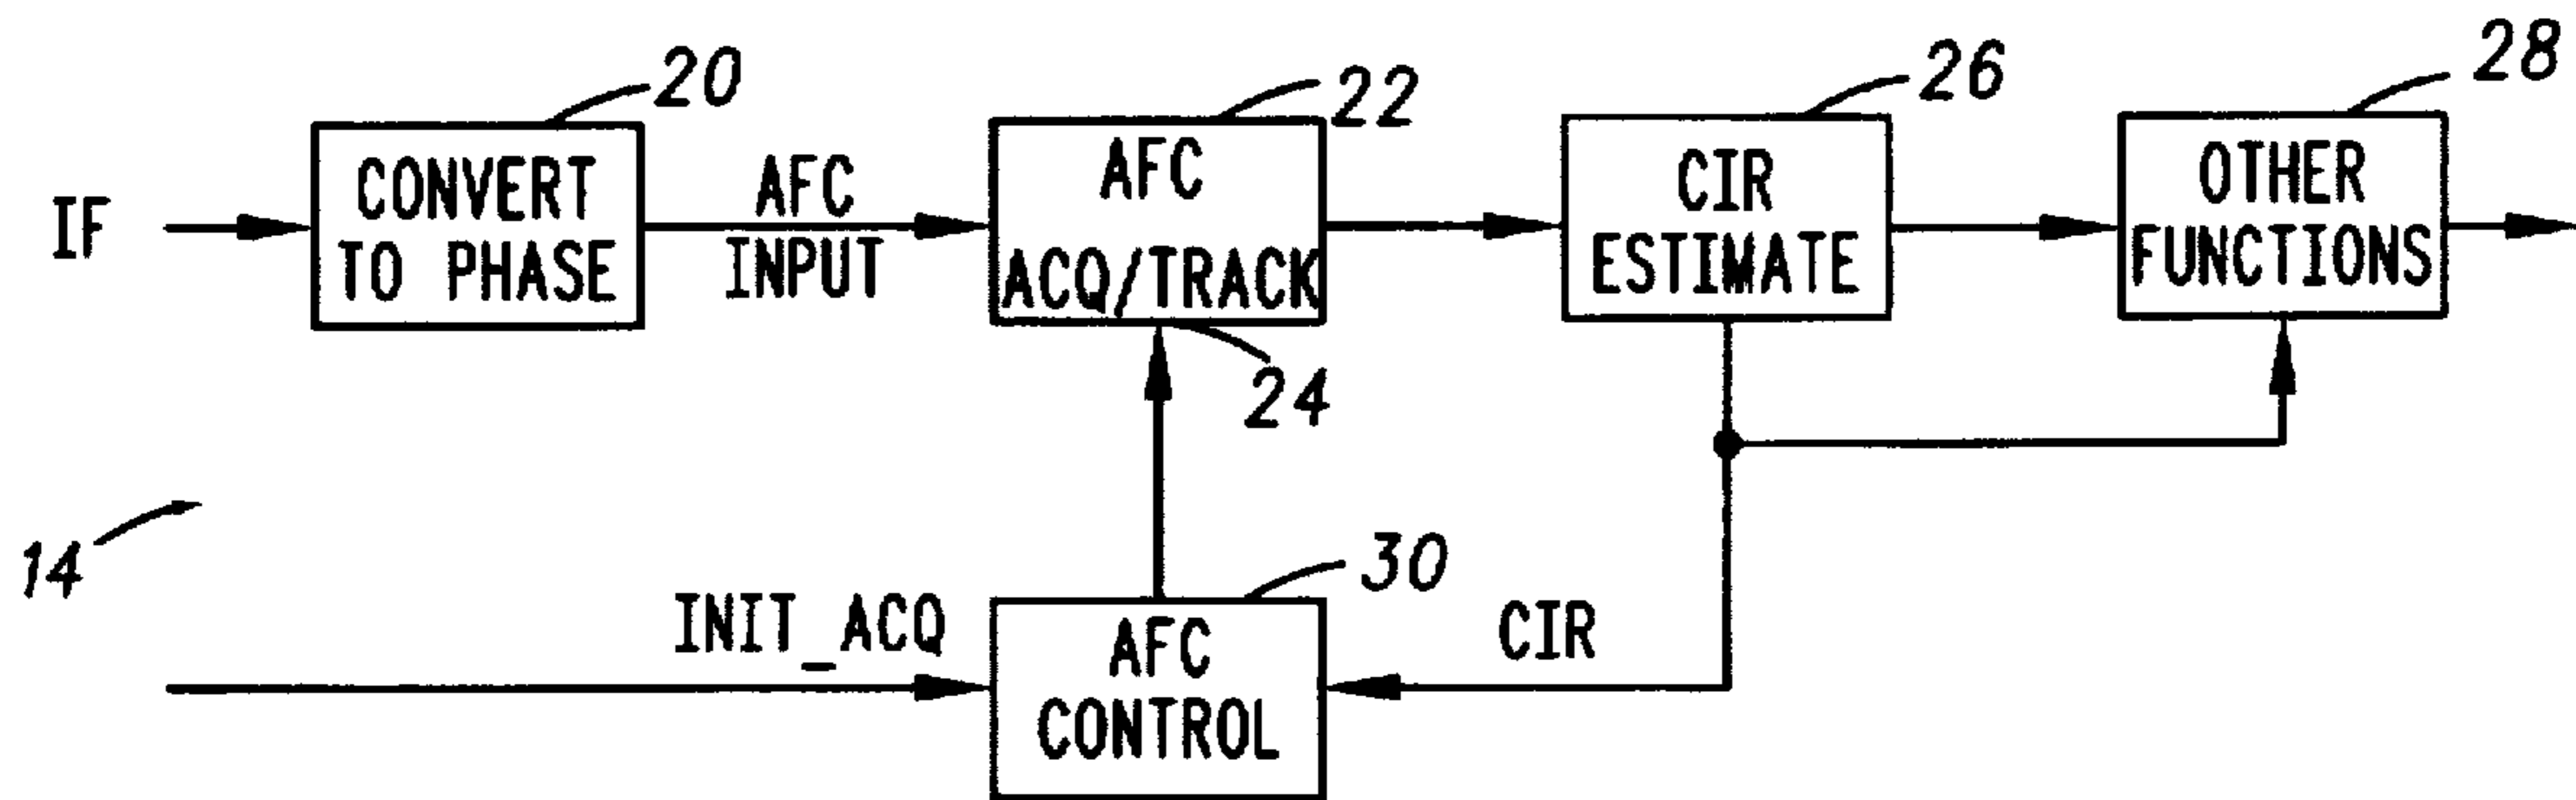 20
22
26
28
IF
CONVERT
TO PHASE
AFC
INPUT
AFC
ACQ/TRACK
CIR
ESTIMATE
OTHER
FUNCTIONS
24
14
30
INIT_ACQ
AFC
CONTROL
CIR